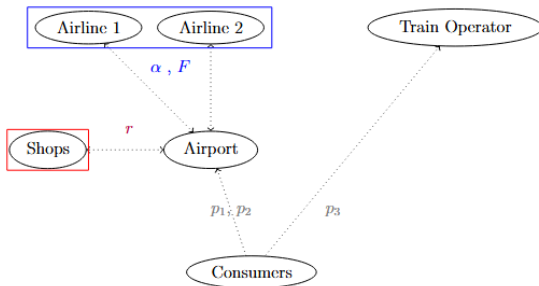 Airline 1 Airline 2 Train Operator
α , F
r
Shops Airport
p₁, p₂ p₃
Consumers